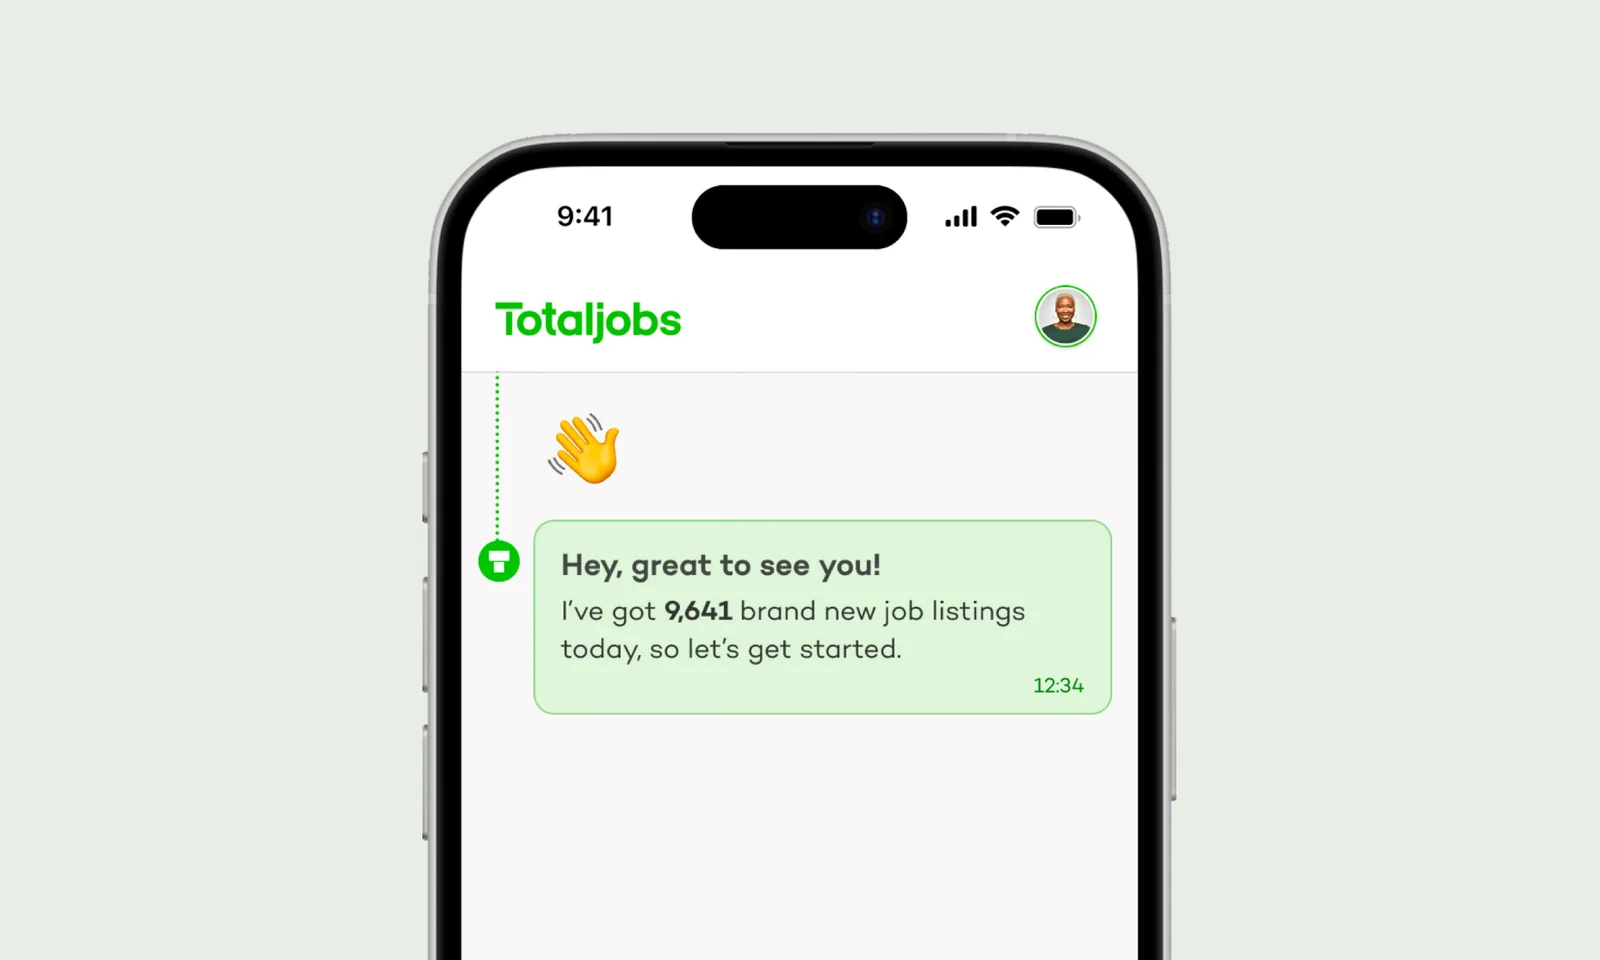 9:41
Totaljobs
Hey, great to see you!
I’ve got 9,641 brand new job listings
today, so let’s get started.
12:34